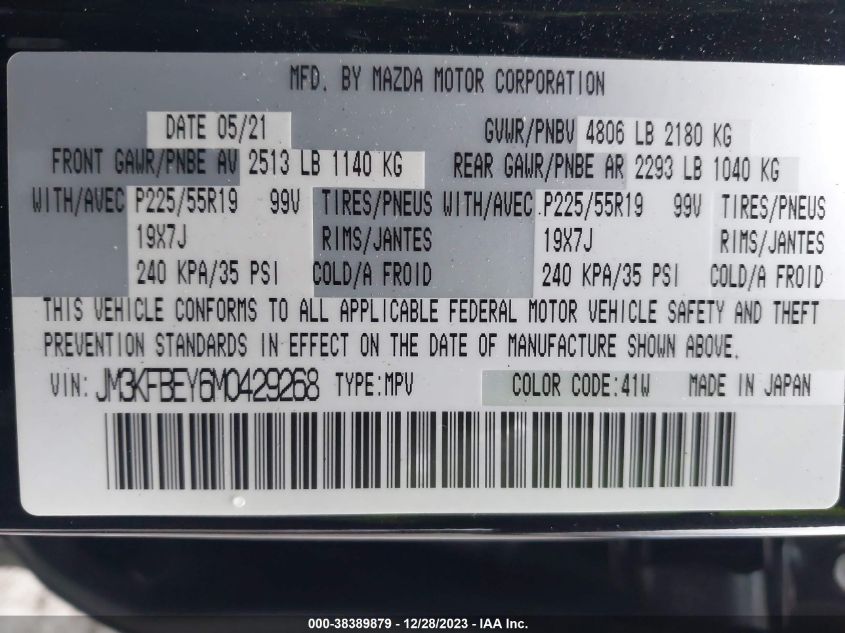 MFD. BY MAZDA MOTOR CORPORATION
DATE 05/21 GVWR/PNBV 4806 LB 2180 KG
FRONT GAWR/PNBE AV 2513 LB 1140 KG REAR GAWR/PNBE AR 2293 LB 1040 KG
WITH/AVEC P225/55R19 99V TIRES/PNEUS WITH/AVEC P225/55R19 99V TIRES/PNEUS
19X7J RIMS/JANTES 19X7J RIMS/JANTES
240 KPA/35 PSI COLD/A FROID 240 KPA/35 PSI COLD/A FROID
THIS VEHICLE CONFORMS TO ALL APPLICABLE FEDERAL MOTOR VEHICLE SAFETY AND THEFT
PREVENTION STANDARDS IN EFFECT ON THE DATE OF MANUFACTURE SHOWN ABOVE.
VIN: JM3KFBEY6M0429268 TYPE:MPV COLOR CODE:41W MADE IN JAPAN
000-38389879 - 12/28/2023 - IAA Inc.